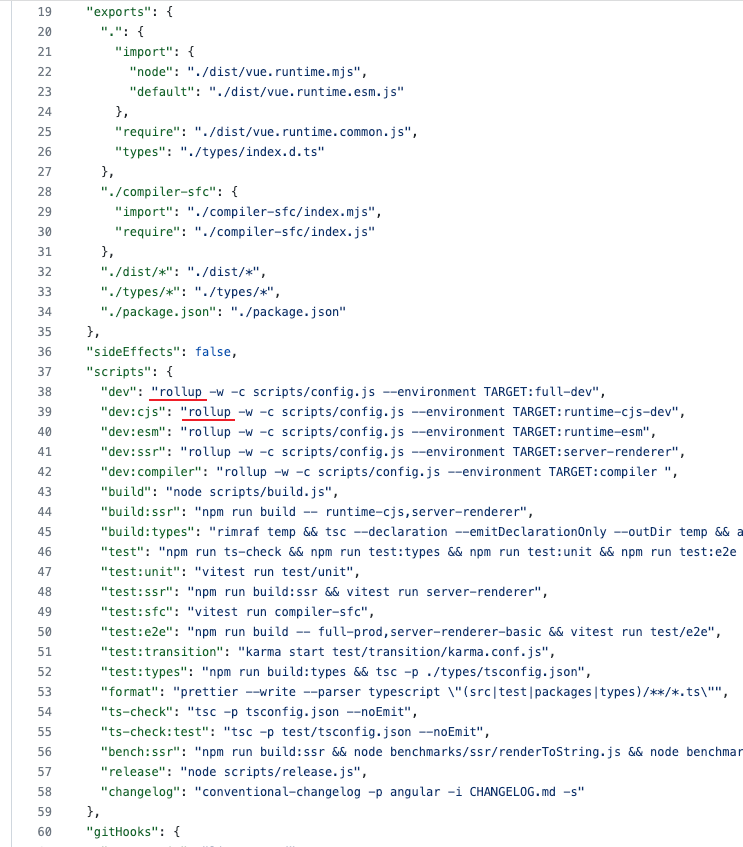 19 "exports": {
20 ".": {
21 "import": {
22 "node": "./dist/vue.runtime.mjs",
23 "default": "./dist/vue.runtime.esm.js"
24 },
25 "require": "./dist/vue.runtime.common.js",
26 "types": "./types/index.d.ts"
27 },
28 "./compiler-sfc": {
29 "import": "./compiler-sfc/index.mjs",
30 "require": "./compiler-sfc/index.js"
31 },
32 "./dist/*": "./dist/*",
33 "./types/*": "./types/*",
34 "./package.json": "./package.json"
35 },
36 "sideEffects": false,
37 "scripts": {
38 "dev": "rollup -w -c scripts/config.js --environment TARGET:full-dev",
39 "dev:cjs": "rollup -w -c scripts/config.js --environment TARGET:runtime-cjs-dev",
40 "dev:esm": "rollup -w -c scripts/config.js --environment TARGET:runtime-esm",
41 "dev:ssr": "rollup -w -c scripts/config.js --environment TARGET:server-renderer",
42 "dev:compiler": "rollup -w -c scripts/config.js --environment TARGET:compiler ",
43 "build": "node scripts/build.js",
44 "build:ssr": "npm run build -- runtime-cjs,server-renderer",
45 "build:types": "rimraf temp && tsc --declaration --emitDeclarationOnly --outDir temp && a
46 "test": "npm run ts-check && npm run test:types && npm run test:unit && npm run test:e2e
47 "test:unit": "vitest run test/unit",
48 "test:ssr": "npm run build:ssr && vitest run server-renderer",
49 "test:sfc": "vitest run compiler-sfc",
50 "test:e2e": "npm run build -- full-prod,server-renderer-basic && vitest run test/e2e",
51 "test:transition": "karma start test/transition/karma.conf.js",
52 "test:types": "npm run build:types && tsc -p ./types/tsconfig.json",
53 "format": "prettier --write --parser typescript \"(src|test|packages|types)/**/*.ts\"",
54 "ts-check": "tsc -p tsconfig.json --noEmit",
55 "ts-check:test": "tsc -p test/tsconfig.json --noEmit",
56 "bench:ssr": "npm run build:ssr && node benchmarks/ssr/renderToString.js && node benchmar
57 "release": "node scripts/release.js",
58 "changelog": "conventional-changelog -p angular -i CHANGELOG.md -s"
59 },
60 "gitHooks": {